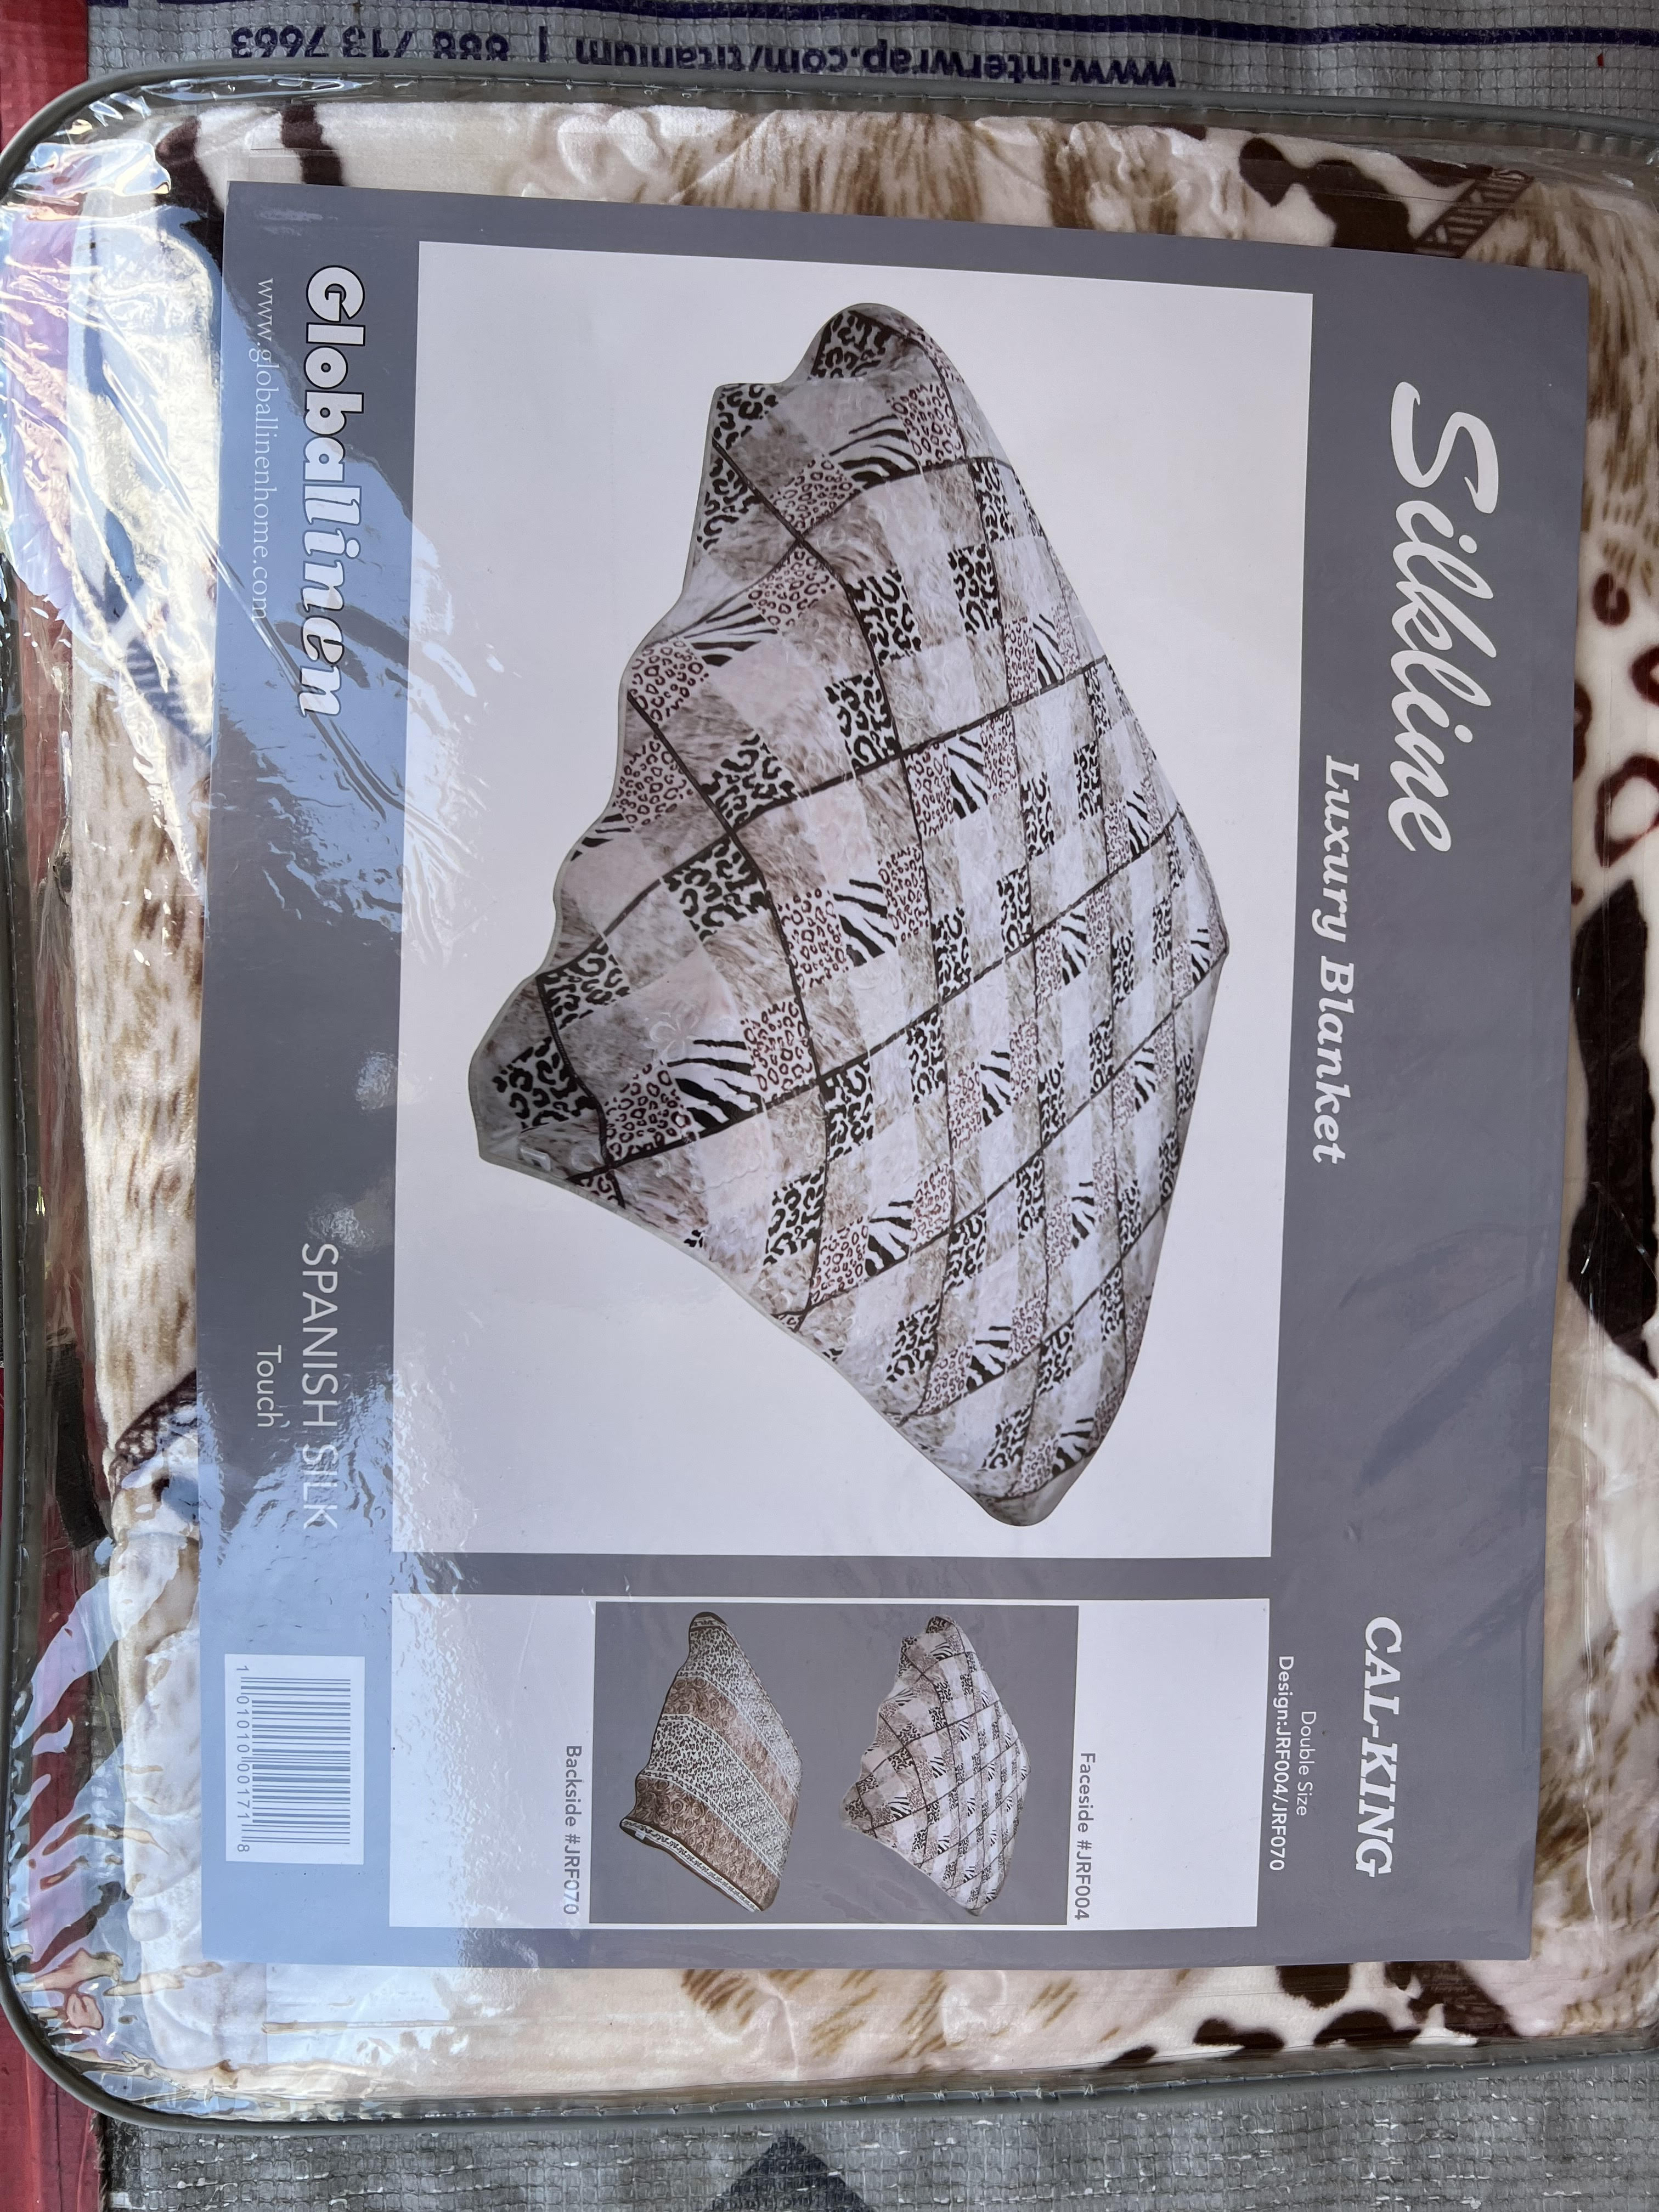 Silkline
Luxury Blanket
CAL-KING
Double Size
Design:JRF004/JRF070
Faceside #JRF004
Backside #JRF070
Globallinen
www.globallinenhome.com
SPANISH SILK
Touch
1 01010 00171 8
www.interwrap.com/titanium | 888 713 7663